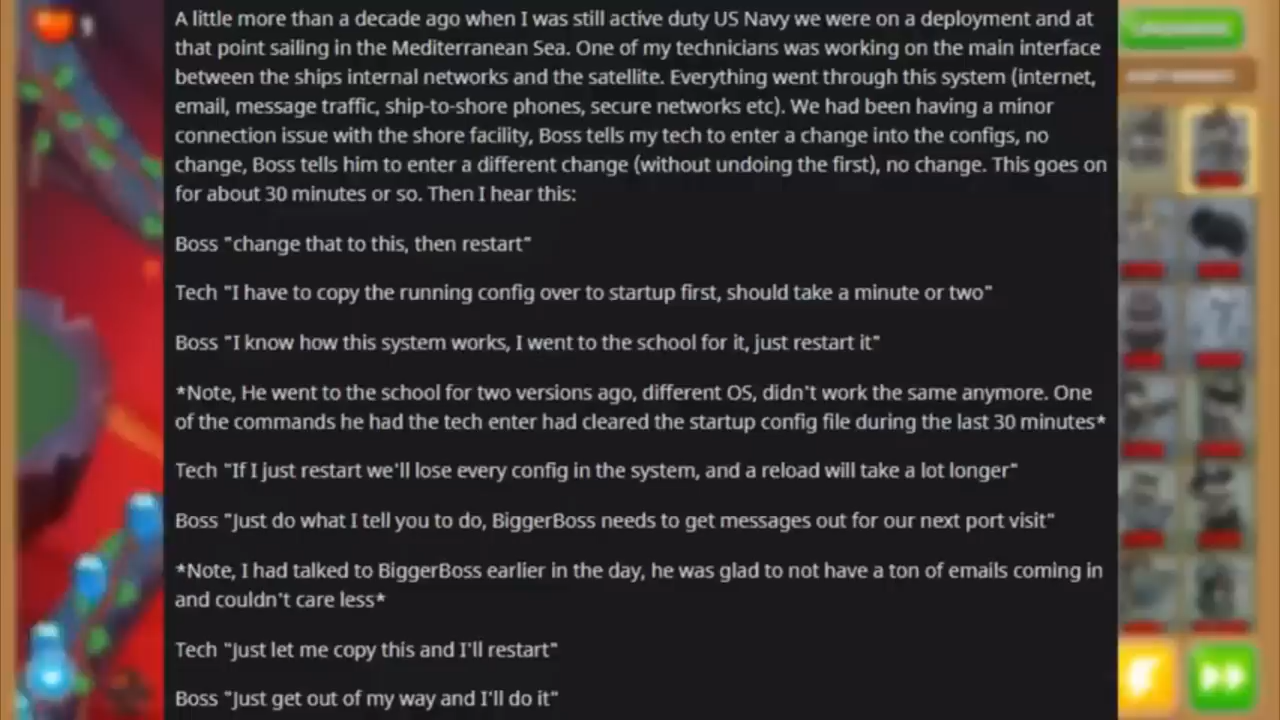 A little more than a decade ago when I was still active duty US Navy we were on a deployment and at
that point sailing in the Mediterranean Sea. One of my technicians was working on the main interface
between the ships internal networks and the satellite. Everything went through this system (internet,
email, message traffic, ship-to-shore phones, secure networks etc). We had been having a minor
connection issue with the shore facility, Boss tells my tech to enter a change into the configs, no
change, Boss tells him to enter a different change (without undoing the first), no change. This goes on
for about 30 minutes or so. Then I hear this:
Boss "change that to this, then restart"
Tech "I have to copy the running config over to startup first, should take a minute or two"
Boss "I know how this system works, I went to the school for it, just restart it"
*Note, He went to the school for two versions ago, different OS, didn't work the same anymore. One
of the commands he had the tech enter had cleared the startup config file during the last 30 minutes*
Tech "If I just restart we'll lose every config in the system, and a reload will take a lot longer"
Boss "Just do what I tell you to do, BiggerBoss needs to get messages out for our next port visit"
*Note, I had talked to BiggerBoss earlier in the day, he was glad to not have a ton of emails coming in
and couldn't care less*
Tech "Just let me copy this and I'll restart"
Boss "Just get out of my way and I'll do it"